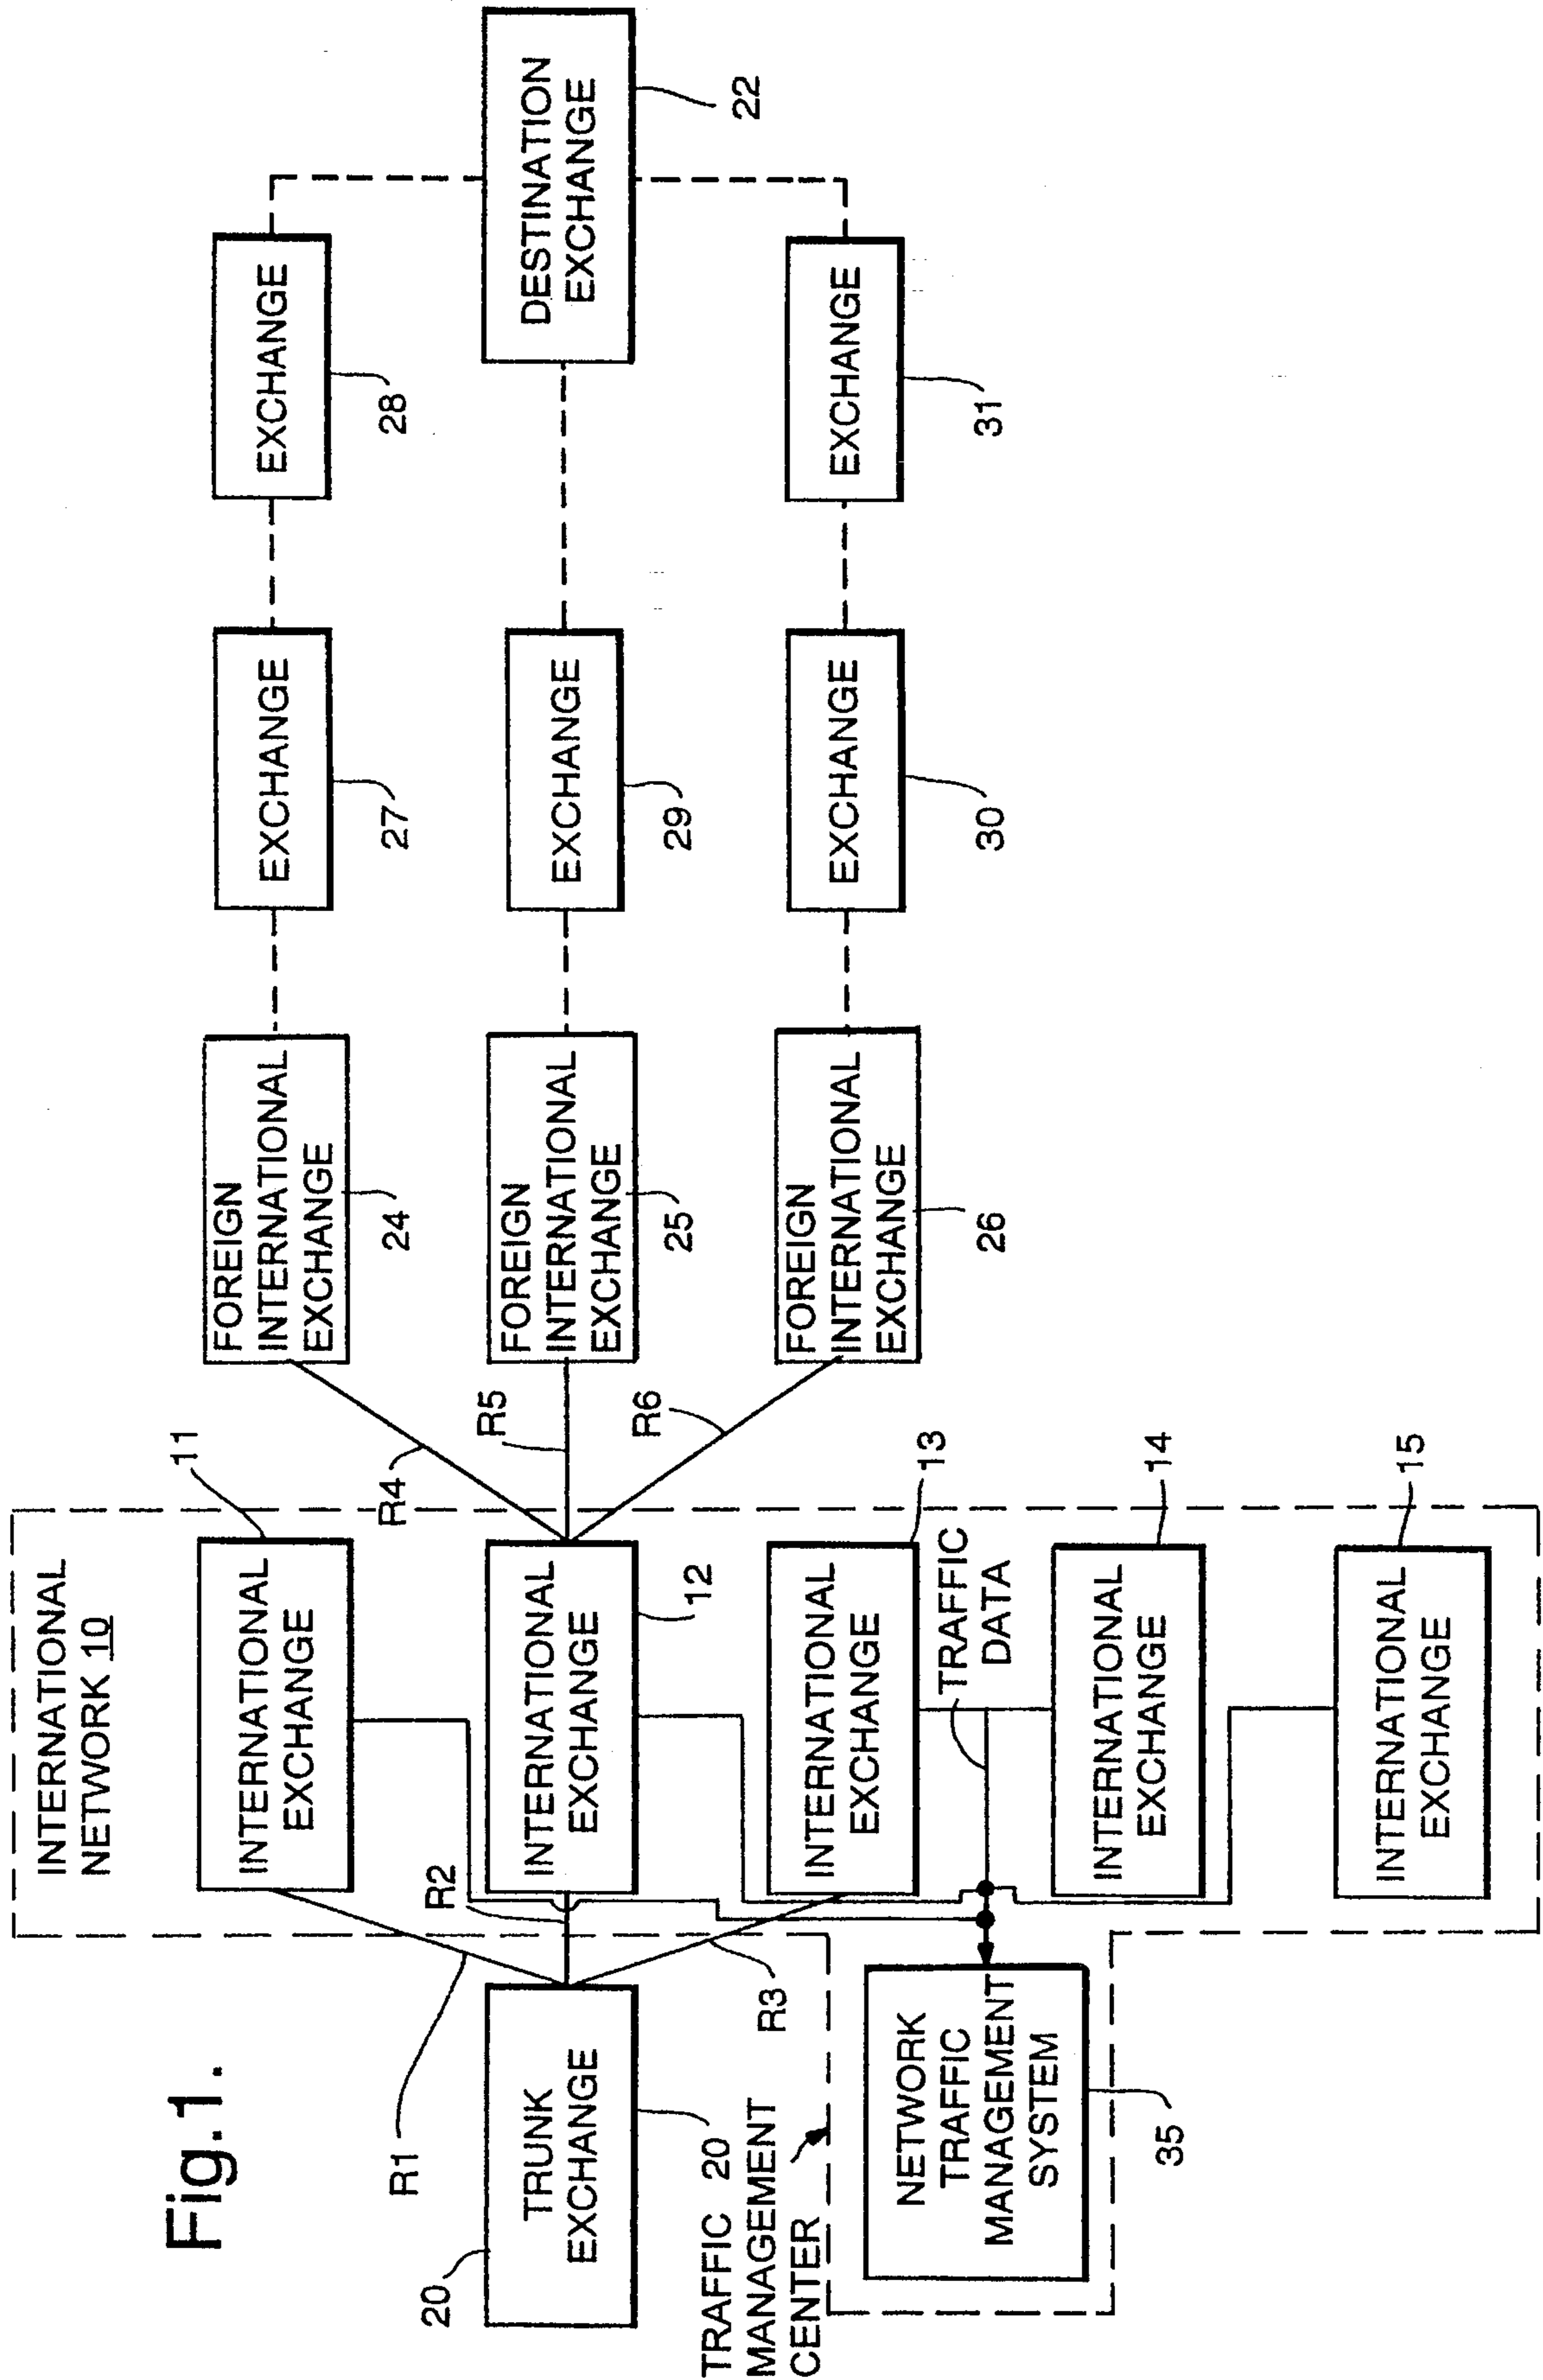 Fig.1.
INTERNATIONAL
NETWORK 10
INTERNATIONAL
EXCHANGE
11
FOREIGN
INTERNATIONAL
EXCHANGE
24
EXCHANGE
27
EXCHANGE
28
R1
R2
R4
R5
TRUNK
EXCHANGE
20
20
INTERNATIONAL
EXCHANGE
12
FOREIGN
INTERNATIONAL
EXCHANGE
25
EXCHANGE
29
DESTINATION
EXCHANGE
22
R3
R6
INTERNATIONAL
EXCHANGE
13
FOREIGN
INTERNATIONAL
EXCHANGE
26
EXCHANGE
30
EXCHANGE
31
TRAFFIC
MANAGEMENT
CENTER
NETWORK
TRAFFIC
MANAGEMENT
SYSTEM
35
TRAFFIC
DATA
INTERNATIONAL
EXCHANGE
14
INTERNATIONAL
EXCHANGE
15